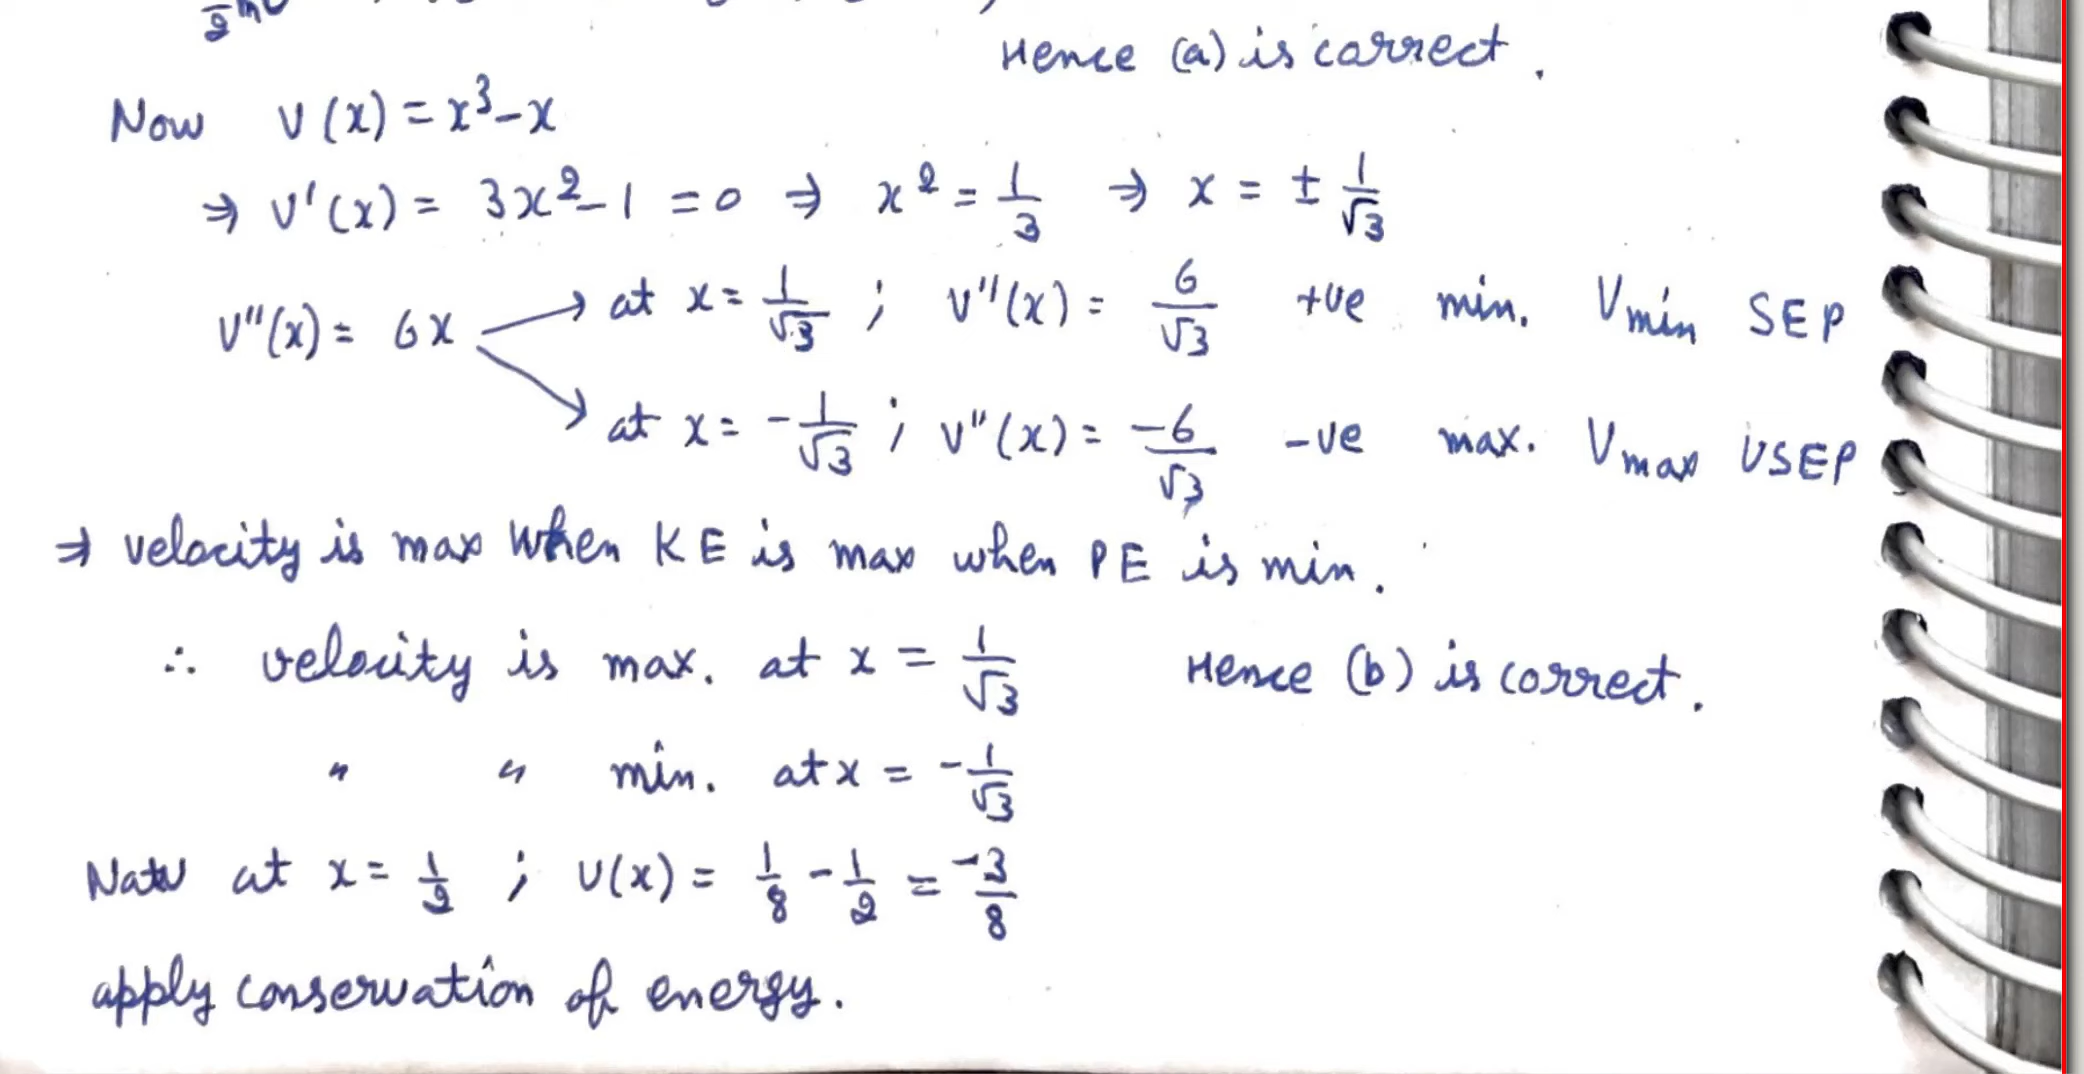 Hence (a) is correct.
Now V(x) = x³-x
⇒ V'(x) = 3x²-1 = 0 ⇒ x² = 1/3 ⇒ x = ± 1/√3
V"(x) = 6x → at x = 1/√3 ; V"(x) = 6/√3 +ve min. Vmin SEP
→ at x = -1/√3 ; V"(x) = -6/√3 -ve max. Vmax USEP
⇒ velocity is max when KE is max when PE is min.
∴ velocity is max. at x = 1/√3 Hence (b) is correct.
" " min. at x = -1/√3
at x = 1/2 ; U(x) = 1/8 - 1/2 = -3/8
apply conservation of energy.